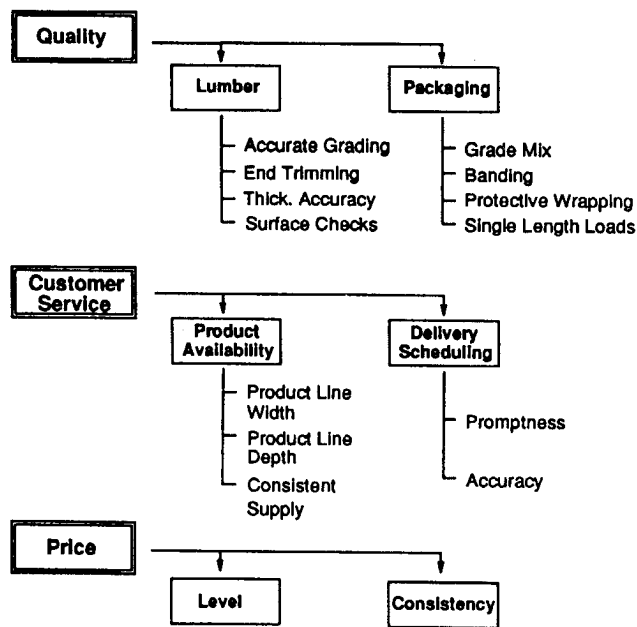 Quality
Lumber
Packaging
Accurate Grading
End Trimming
Thick. Accuracy
Surface Checks
Grade Mix
Banding
Protective Wrapping
Single Length Loads
Customer
Service
Product
Availability
Delivery
Scheduling
Product Line
Width
Product Line
Depth
Consistent
Supply
Promptness
Accuracy
Price
Level
Consistency